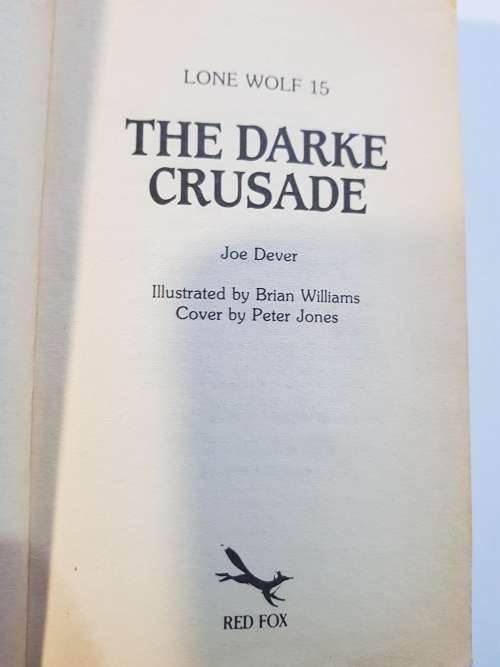 LONE WOLF 15
THE DARKE
CRUSADE
Joe Dever
Illustrated by Brian Williams
Cover by Peter Jones
RED FOX